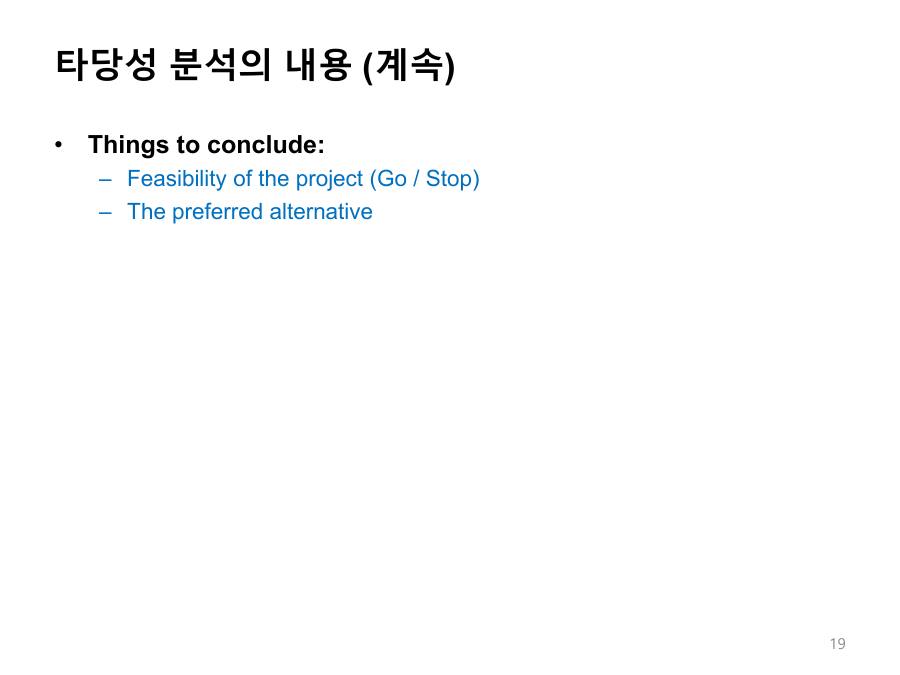 타당성 분석의 내용 (계속)
• Things to conclude:
– Feasibility of the project (Go / Stop)
– The preferred alternative
19